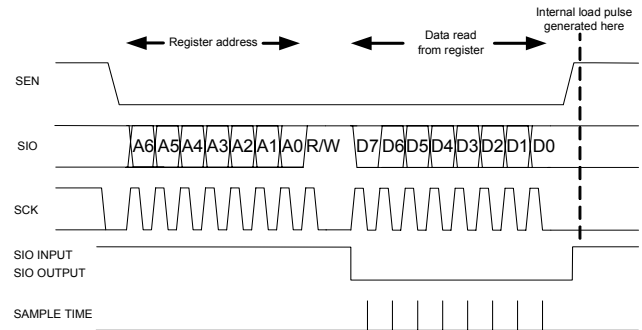 Internal load pulse
generated here
Register address
Data read
from register
SEN
SIO
A6 A5 A4 A3 A2 A1 A0 R/W D7 D6 D5 D4 D3 D2 D1 D0
SCK
SIO INPUT
SIO OUTPUT
SAMPLE TIME